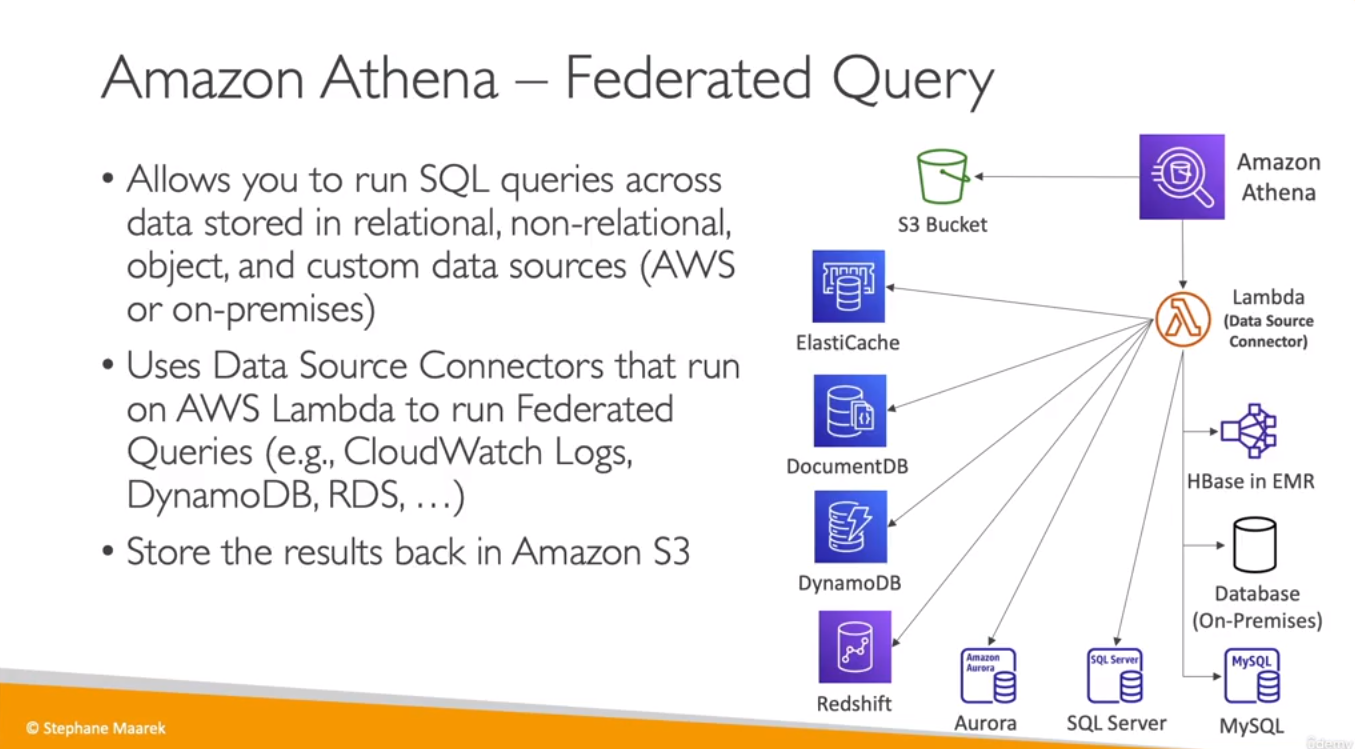 Amazon Athena – Federated Query
• Allows you to run SQL queries across
data stored in relational, non-relational,
object, and custom data sources (AWS
or on-premises)
• Uses Data Source Connectors that run
on AWS Lambda to run Federated
Queries (e.g., CloudWatch Logs,
DynamoDB, RDS, …)
• Store the results back in Amazon S3
Amazon
Athena
S3 Bucket
Lambda
(Data Source
Connector)
ElastiCache
DocumentDB
DynamoDB
Redshift
Amazon
Aurora
Aurora
SQL Server
SQL Server
HBase in EMR
Database
(On-Premises)
MySQL
MySQL
© Stephane Maarek
ûdemy